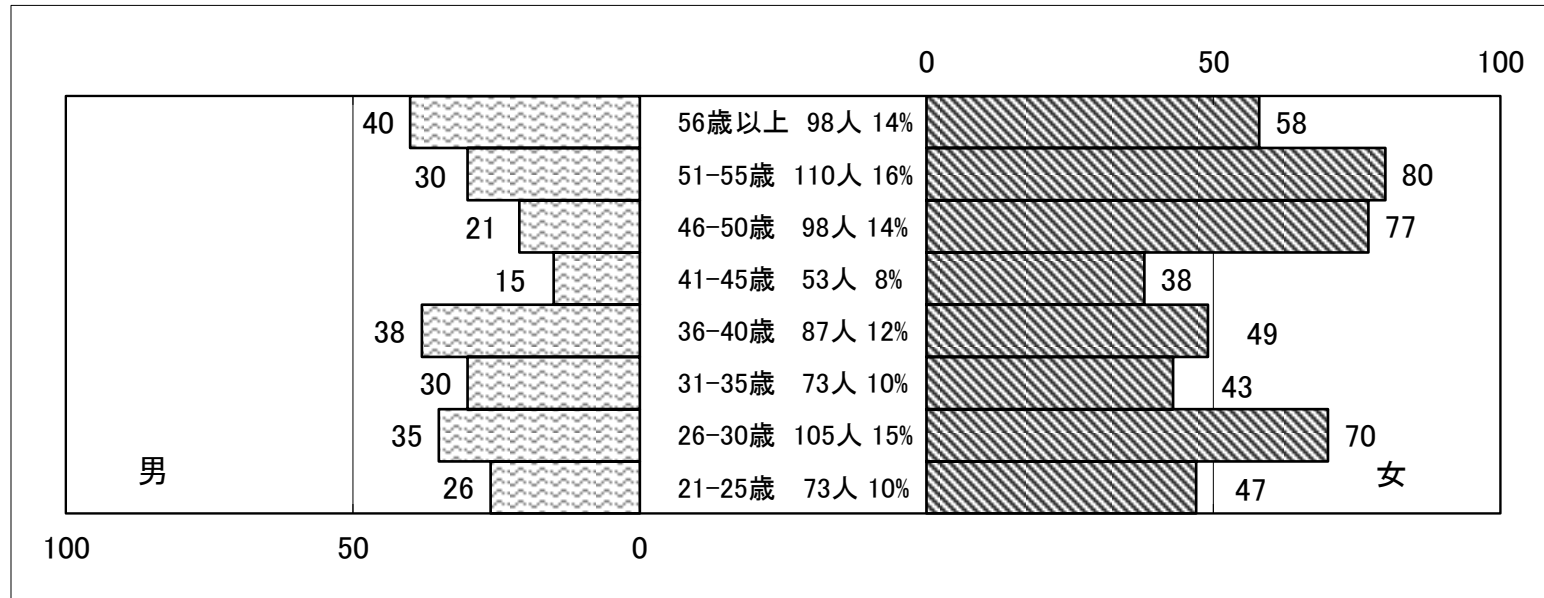 0 50 100
40 56歳以上 98人 14% 58
30 51-55歳 110人 16% 80
21 46-50歳 98人 14% 77
15 41-45歳 53人 8% 38
38 36-40歳 87人 12% 49
30 31-35歳 73人 10% 43
35 26-30歳 105人 15% 70
男 女
26 21-25歳 73人 10% 47
100 50 0